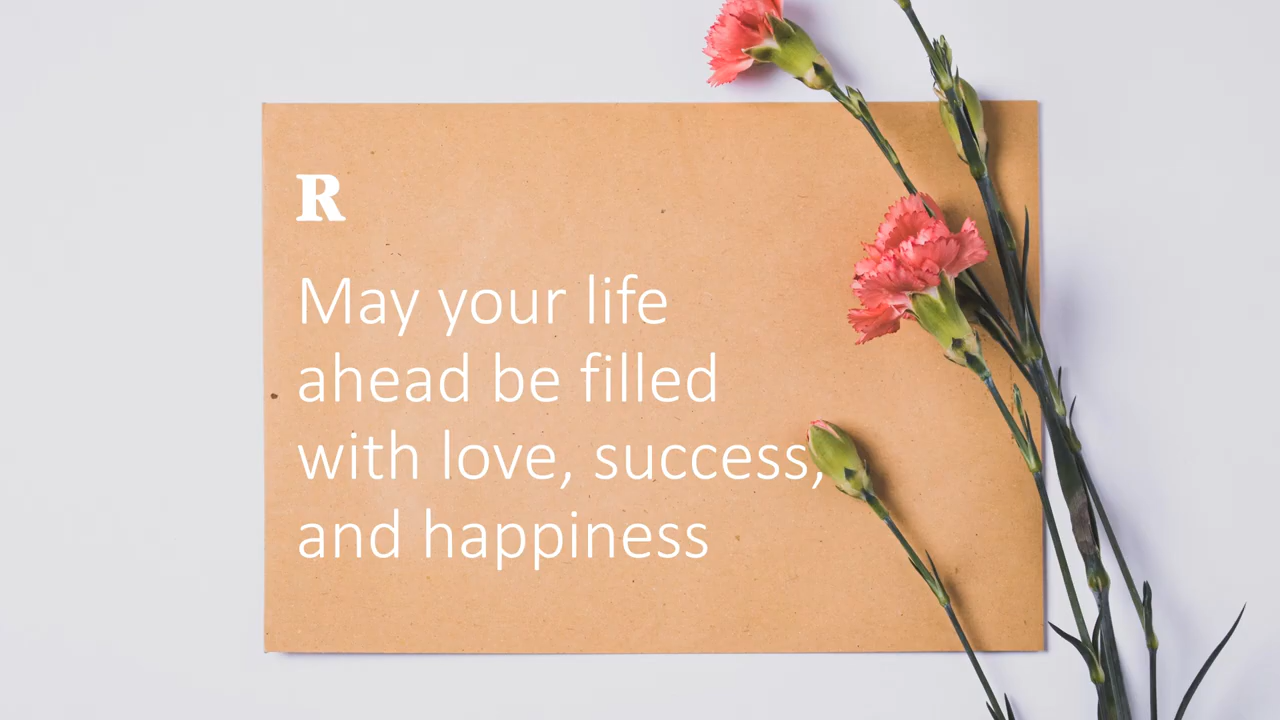 R
May your life
ahead be filled
with love, success,
and happiness